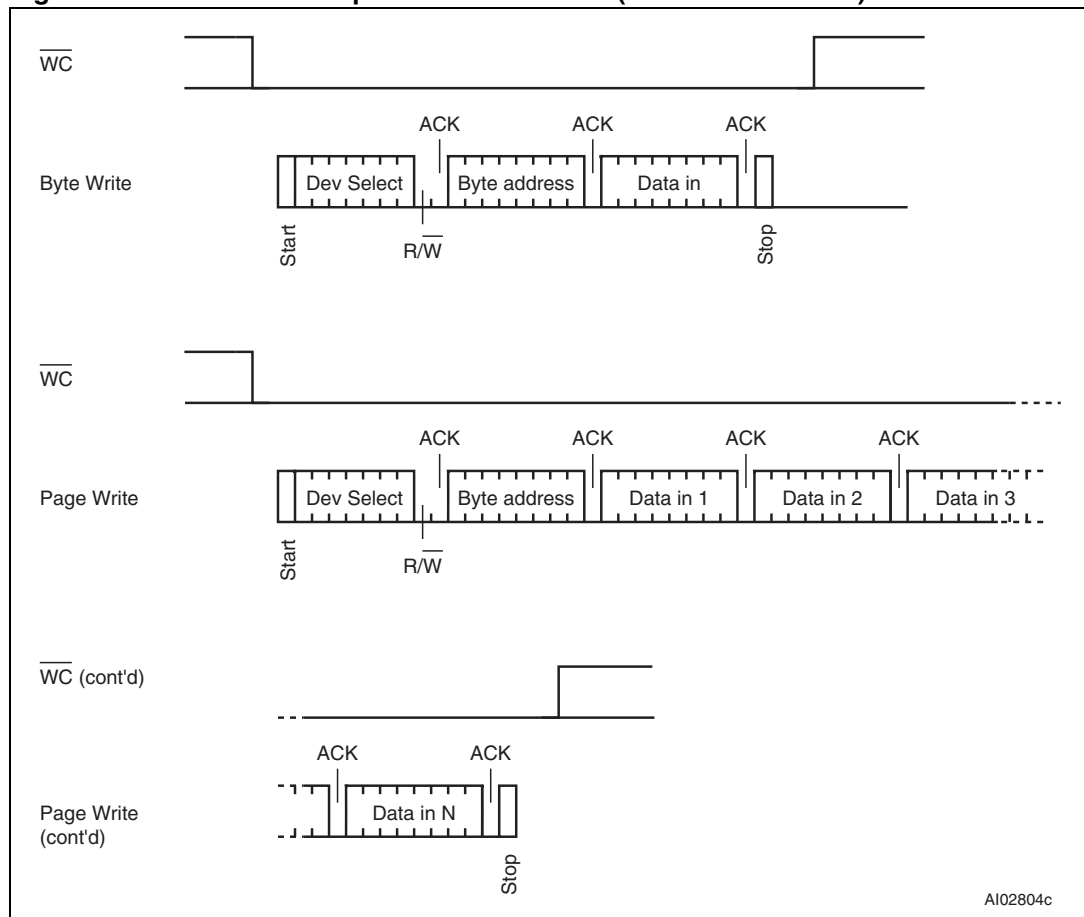 WC
ACK ACK ACK
Byte Write Dev Select Byte address Data in
Start R/W Stop
WC
ACK ACK ACK ACK
Page Write Dev Select Byte address Data in 1 Data in 2 Data in 3
Start R/W
WC (cont'd)
ACK ACK
Page Write
(cont'd) Data in N
Stop
AI02804c